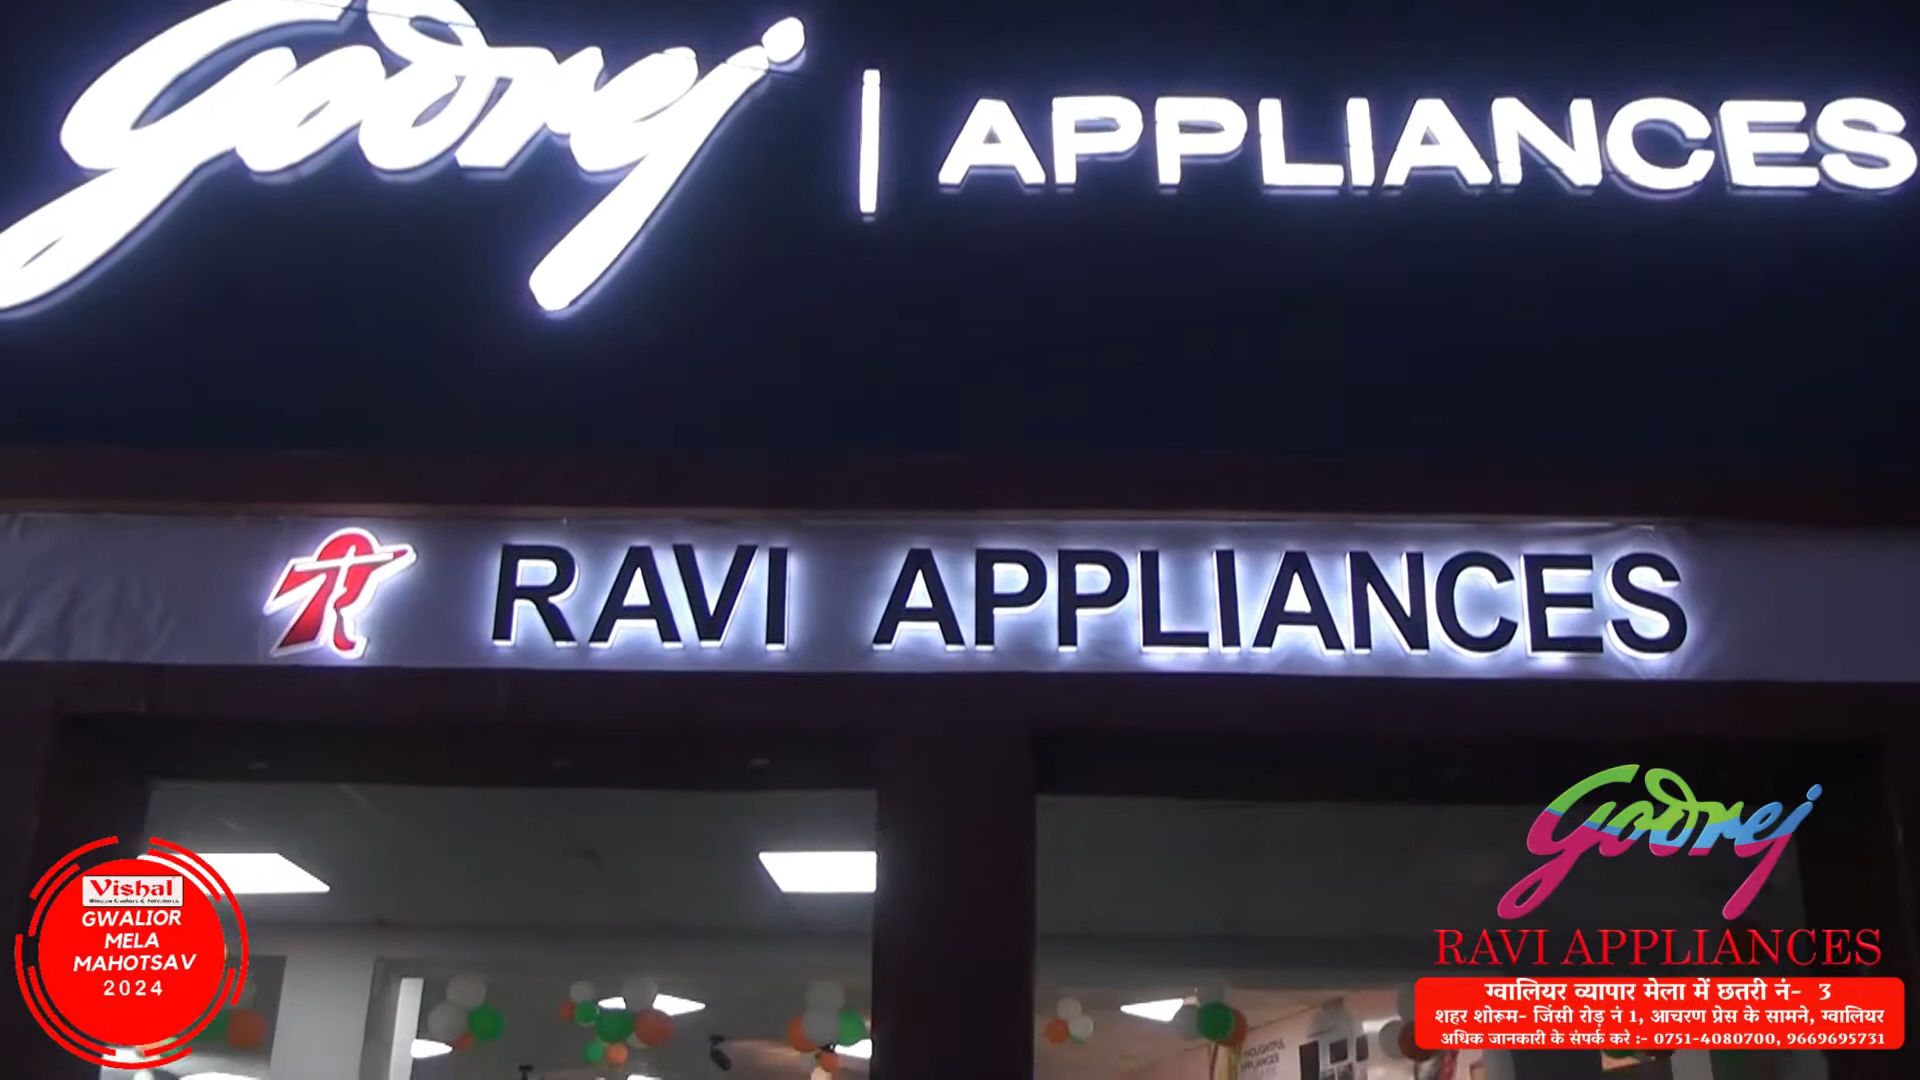 Godrej | APPLIANCES
RAVI APPLIANCES
Vishal
GWALIOR
MELA
MAHOTSAV
2024
Godrej
RAVI APPLIANCES
ग्वालियर व्यापार मेला में छतरी नं- 3
शहर शोरूम- जिंसी रोड़ नं 1, आचरण प्रेस के सामने, ग्वालियर
अधिक जानकारी के संपर्क करे :- 0751-4080700, 9669695731